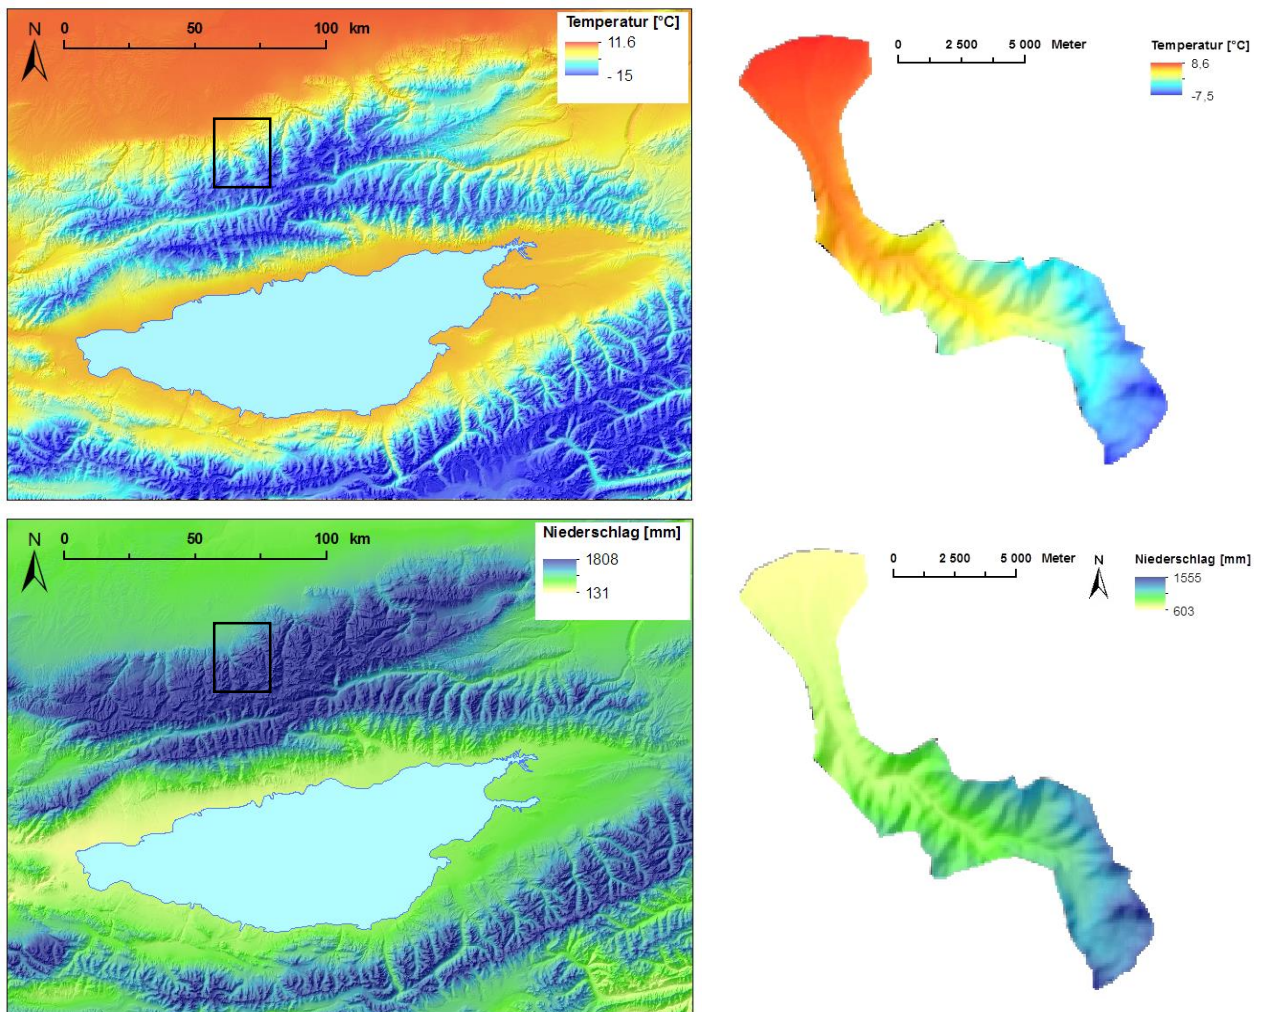 N 0 50 100 km
Temperatur [°C]
11.6
- 15
0 2 500 5 000 Meter
Temperatur [°C]
8,6
-7,5
N 0 50 100 km
Niederschlag [mm]
1808
131
0 2 500 5 000 Meter N
Niederschlag [mm]
1555
603